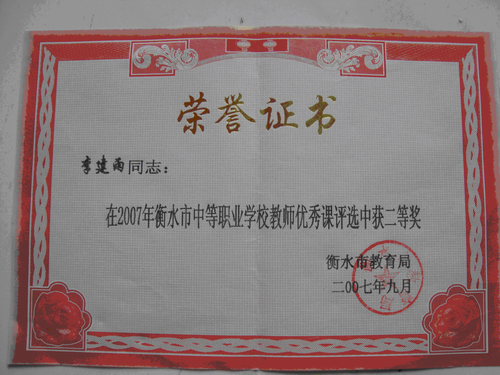 荣誉证书
李建雨同志：
在2007年衡水市中等职业学校教师优秀课评选中获二等奖
衡水市教育局
二00七年九月